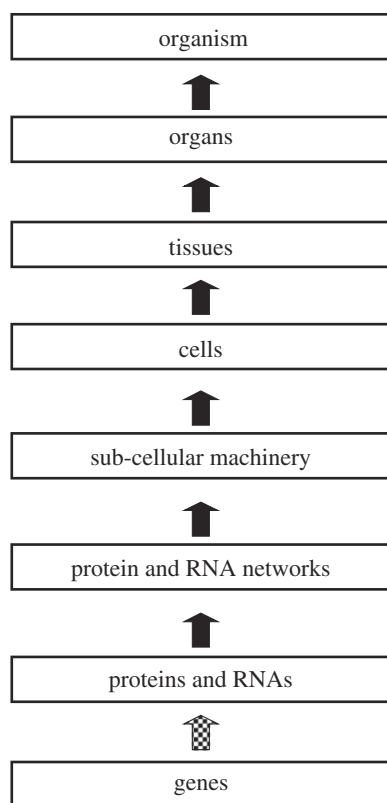 organism
organs
tissues
cells
sub-cellular machinery
protein and RNA networks
proteins and RNAs
genes